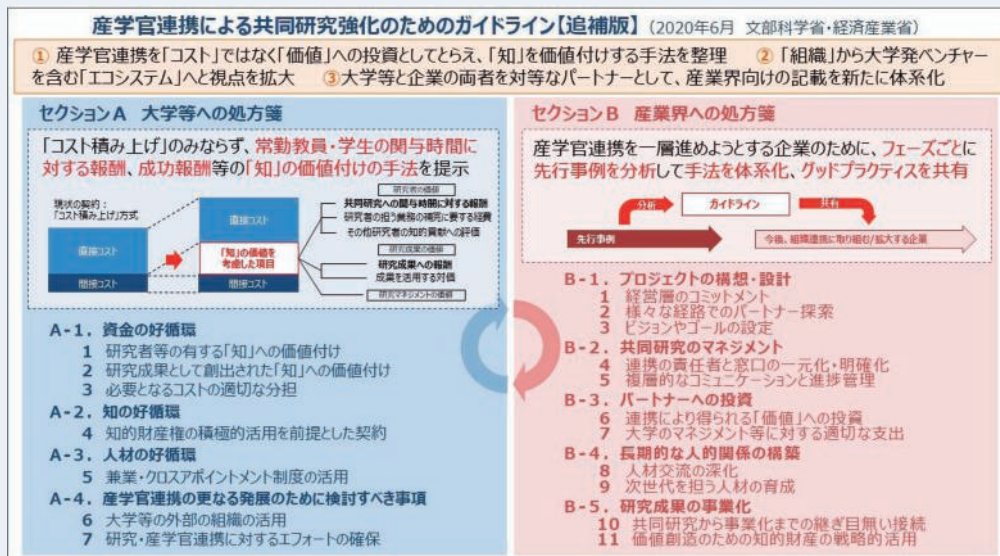 産学官連携による共同研究強化のためのガイドライン【追補版】（2020年6月 文部科学省・経済産業省）
① 産学官連携を「コスト」ではなく「価値」への投資としてとらえ、「知」を価値付けする手法を整理 ②「組織」から大学発ベンチャー
を含む「エコシステム」へと視点を拡大 ③大学等と企業の両者を対等なパートナーとして、産業界向けの記載を新たに体系化
セクションA 大学等への処方箋
「コスト積み上げ」のみならず、常勤教員・学生の関与時間に
対する報酬、成功報酬等の「知」の価値付けの手法を提示
現状の契約：
「コスト積み上げ」方式
直接コスト
間接コスト
直接コスト
「知」の価値を
考慮した項目
間接コスト
研究者の価値
共同研究への関与時間に対する報酬
研究者の担う業務の補完に要する経費
その他研究者の知的貢献への評価
研究成果の価値
研究成果への報酬
成果を活用する対価
研究マネジメントの価値
A-1．資金の好循環
1 研究者等の有する「知」への価値付け
2 研究成果として創出された「知」への価値付け
3 必要となるコストの適切な分担
A-2．知の好循環
4 知的財産権の積極的活用を前提とした契約
A-3．人材の好循環
5 兼業・クロスアポイントメント制度の活用
A-4．産学官連携の更なる発展のために検討すべき事項
6 大学等の外部の組織の活用
7 研究・産学官連携に対するエフォートの確保
セクションB 産業界への処方箋
産学官連携を一層進めようとする企業のために、フェーズごとに
先行事例を分析して手法を体系化、グッドプラクティスを共有
分析
ガイドライン
共有
先行事例
今後、組織連携に取り組む/拡大する企業
B-1．プロジェクトの構想・設計
1 経営層のコミットメント
2 様々な経路でのパートナー探索
3 ビジョンやゴールの設定
B-2．共同研究のマネジメント
4 連携の責任者と窓口の一元化・明確化
5 複層的なコミュニケーションと進捗管理
B-3．パートナーへの投資
6 連携により得られる「価値」への投資
7 大学のマネジメント等に対する適切な支出
B-4．長期的な人的関係の構築
8 人材交流の深化
9 次世代を担う人材の育成
B-5．研究成果の事業化
10 共同研究から事業化までの継ぎ目無い接続
11 価値創造のための知的財産の戦略的活用